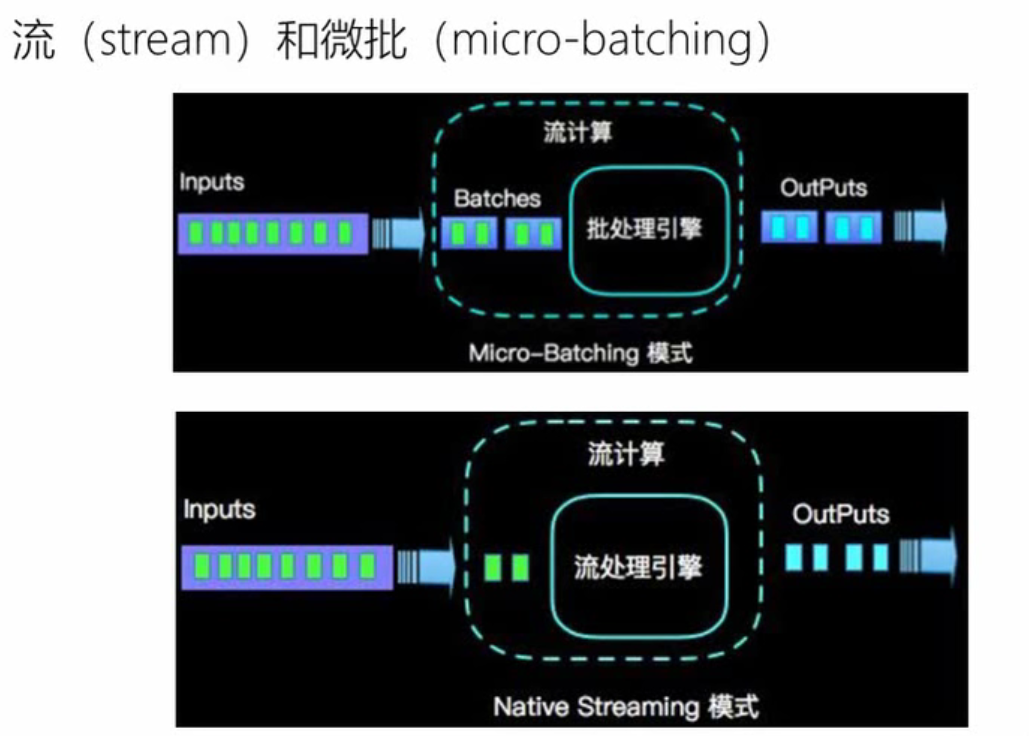 流（stream）和微批（micro-batching）
流计算
Inputs
Batches
批处理引擎
OutPuts
Micro-Batching 模式
流计算
Inputs
流处理引擎
OutPuts
Native Streaming 模式